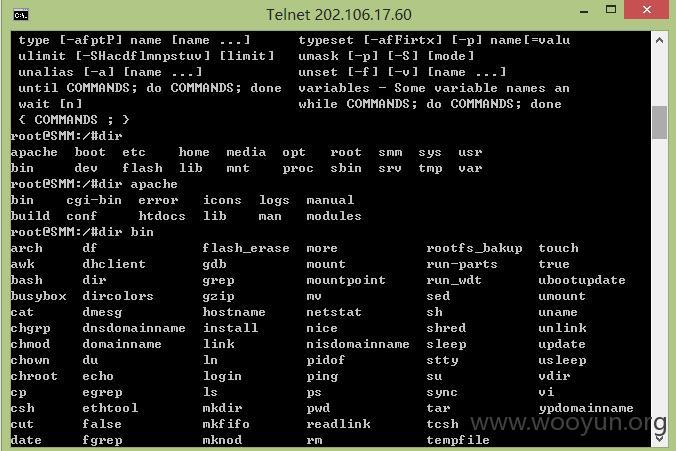 Telnet 202.106.17.60
type [-afptP] name [name ...] typeset [-afFirtx] [-p] name[=valu
ulimit [-SHacdflmnpstuv] [limit] umask [-p] [-S] [mode]
unalias [-a] [name ...] unset [-f] [-v] [name ...]
until COMMANDS; do COMMANDS; done variables - Some variable names an
wait [n] while COMMANDS; do COMMANDS; done
{ COMMANDS ; }
root@SMM:/#dir
apache boot etc home media opt root smm sys usr
bin dev flash lib mnt proc sbin srv tmp var
root@SMM:/#dir apache
bin cgi-bin error icons logs manual
build conf htdocs lib man modules
root@SMM:/#dir bin
arch df flash_erase more rootfs_bakup touch
awk dhclient gdb mount run-parts true
bash dir grep mountpoint run_wdt ubootupdate
busybox dircolors gzip mv sed umount
cat dmesg hostname netstat sh uname
chgrp dnsdomainname install nice shred unlink
chmod domainname link nisdomainname sleep update
chown du ln pidof stty usleep
chroot echo login ping su vdir
cp egrep ls ps sync vi
csh ethtool mkdir pwd tar ypdomainname
cut false mkfifo readlink tcsh
date fgrep mknod rm tempfile
www.wooyun.org